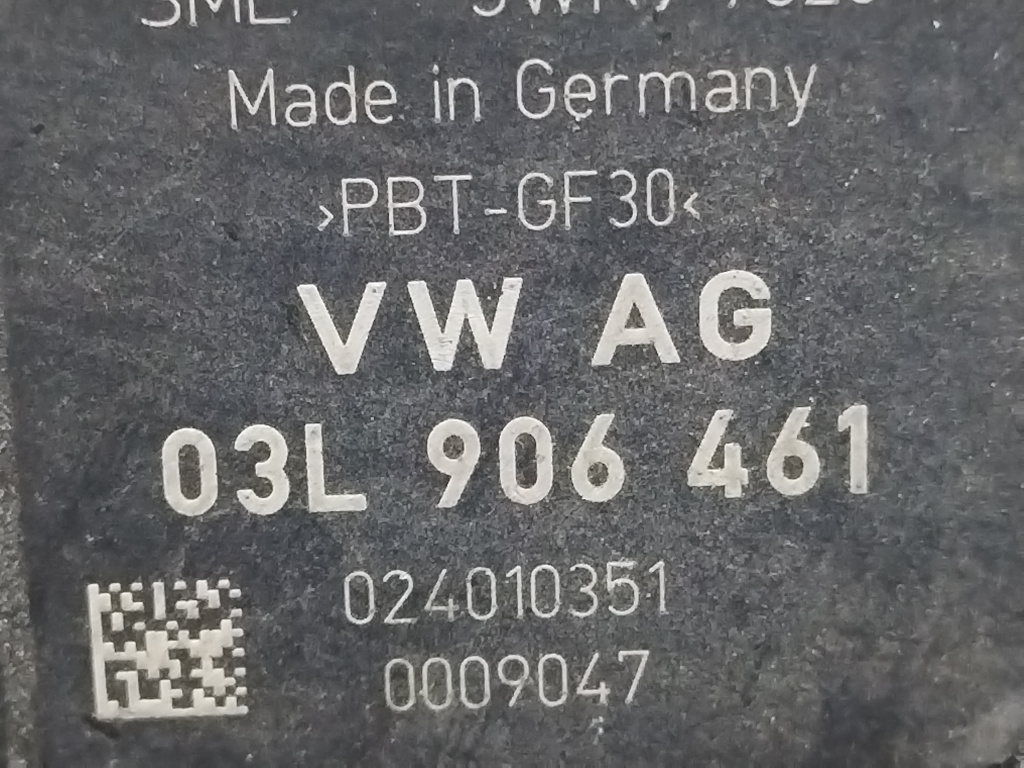 Made in Germany
>PBT-GF30<
VW AG
03L 906 461
024010351
0009047